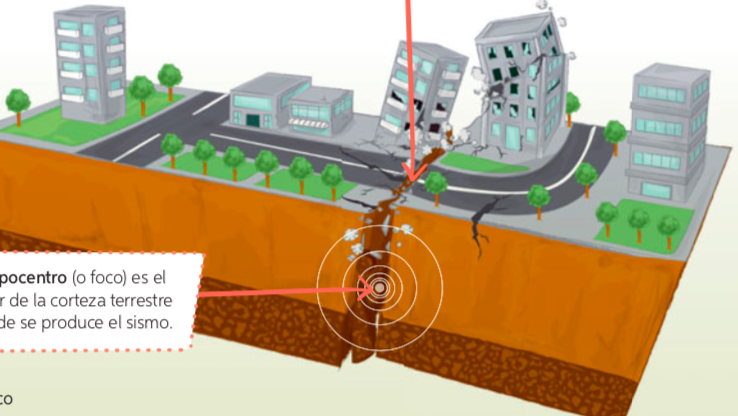 pocentro (o foco) es el
r de la corteza terrestre
de se produce el sismo.
co